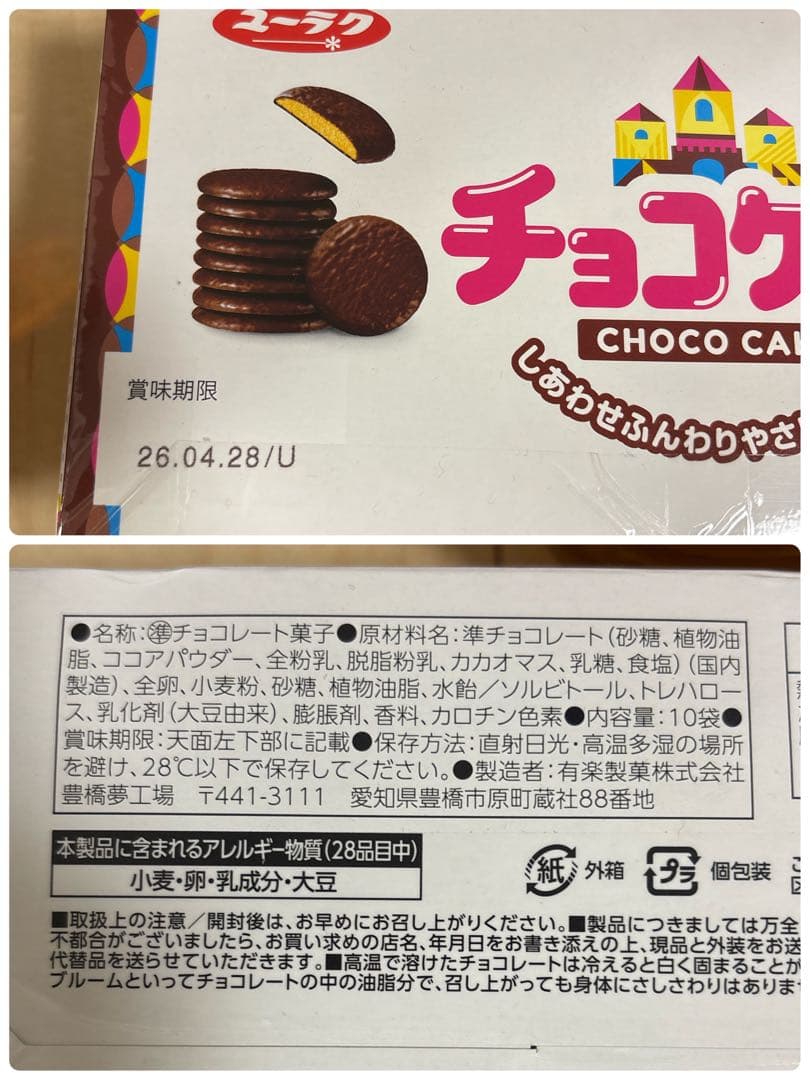 ユーラク
チョコケ
CHOCO CA
しあわせふんわりやさ
賞味期限
26.04.28/U
●名称:㊟チョコレート菓子●原材料名:準チョコレート(砂糖、植物油
脂、ココアパウダー、全粉乳、脱脂粉乳、カカオマス、乳糖、食塩)(国内
製造)、全卵、小麦粉、砂糖、植物油脂、水飴/ソルビトール、トレハロー
ス、乳化剤(大豆由来)、膨脹剤、香料、カロチン色素●内容量:10袋●
賞味期限:天面左下部に記載●保存方法:直射日光・高温多湿の場所
を避け、28℃以下で保存してください。●製造者:有楽製菓株式会社
豊橋夢工場 〒441-3111 愛知県豊橋市原町蔵社88番地
本製品に含まれるアレルギー物質(28品目中)
小麦・卵・乳成分・大豆
紙 外箱 プラ 個包装
■取扱上の注意/開封後は、お早めにお召し上がりください。■製品につきましては万全
不都合がございましたら、お買い求めの店名、年月日をお書き添えの上、現品と外装をお送
代替品を送らせていただきます。■高温で溶けたチョコレートは冷えると白く固まることが
ブルームといってチョコレートの中の油脂分で、召し上がっても身体にさしさわりはありませ